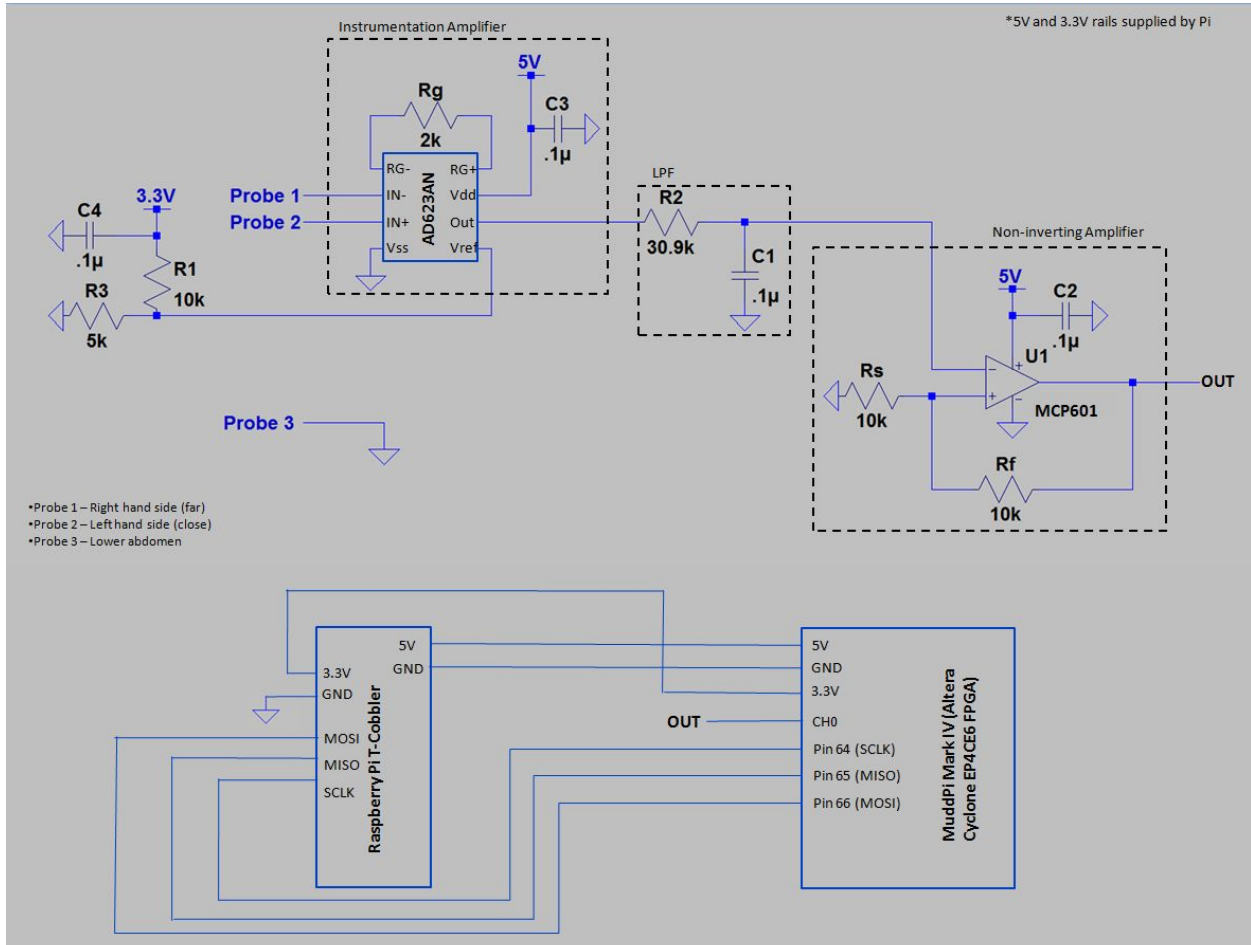 *5V and 3.3V rails supplied by Pi
Instrumentation Amplifier
5V
Rg
2k
C3
.1µ
RG-
RG+
IN-
Vdd
IN+
Out
Vss
Vref
AD623AN
Probe 1
Probe 2
3.3V
C4
.1µ
R1
10k
R3
5k
LPF
R2
30.9k
C1
.1µ
Non-inverting Amplifier
5V
C2
.1µ
U1
MCP601
Rs
10k
Rf
10k
OUT
Probe 3
•Probe 1 – Right hand side (far)
•Probe 2 – Left hand side (close)
•Probe 3 – Lower abdomen
5V
GND
3.3V
GND
MOSI
MISO
SCLK
Raspberry Pi T-Cobbler
5V
GND
3.3V
OUT
CH0
Pin 64 (SCLK)
Pin 65 (MISO)
Pin 66 (MOSI)
MuddPi Mark IV (Altera
Cyclone EP4CE6 FPGA)